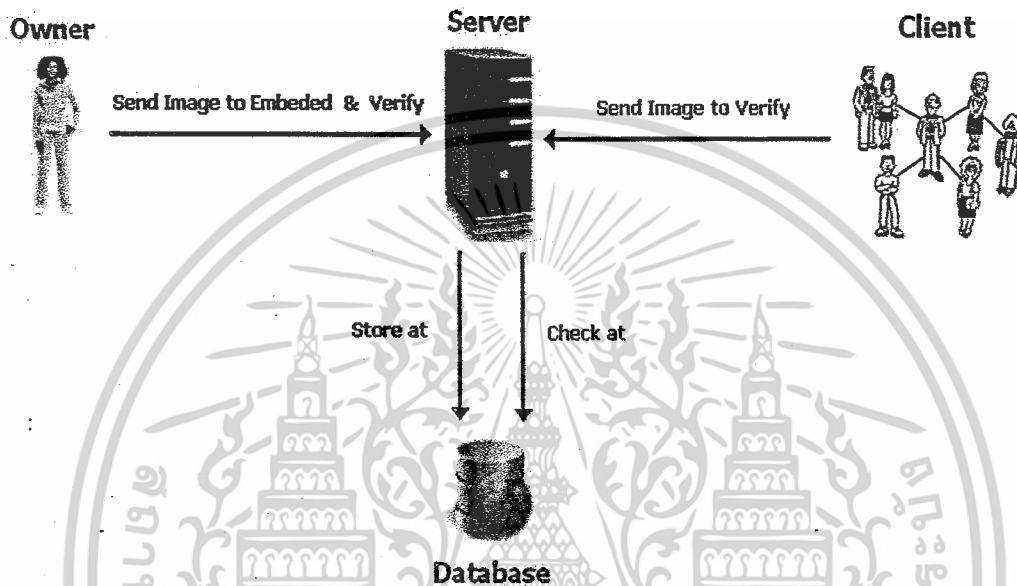 Owner
Server
Client
Send Image to Embeded & Verify
Send Image to Verify
Store at
Check at
Database